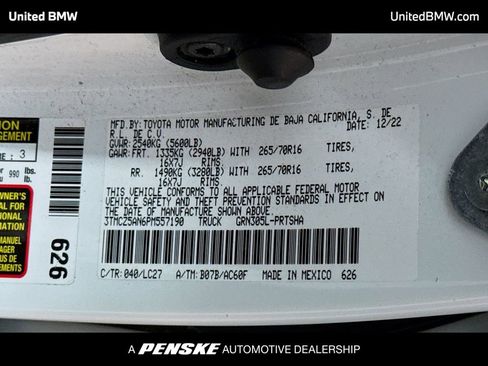 United BMW
UnitedBMW.com
MFD.BY:TOYOTA MOTOR MANUFACTURING DE BAJA CALIFORNIA, S. DE
R.L. DE C.V. DATE: 12/22
GVWR:2540KG (5600LB)
GAWR:FRT. 1335KG (2940LB) WITH 265/70R16 TIRES,
16X7J RIMS.
RR. 1490KG (3280LB) WITH 265/70R16 TIRES,
16X7J RIMS.
THIS VEHICLE CONFORMS TO ALL APPLICABLE FEDERAL MOTOR
VEHICLE SAFETY AND THEFT PREVENTION STANDARDS IN EFFECT ON
THE DATE OF MANUFACTURE SHOWN ABOVE.
3TMCZ5AN6PM557190 TRUCK GRN305L-PRTSHA
C/TR: 040/LC27 A/TM: B07B/AC60F MADE IN MEXICO 626
: 3
990 lbs.
lb.
626
A PENSKE AUTOMOTIVE DEALERSHIP